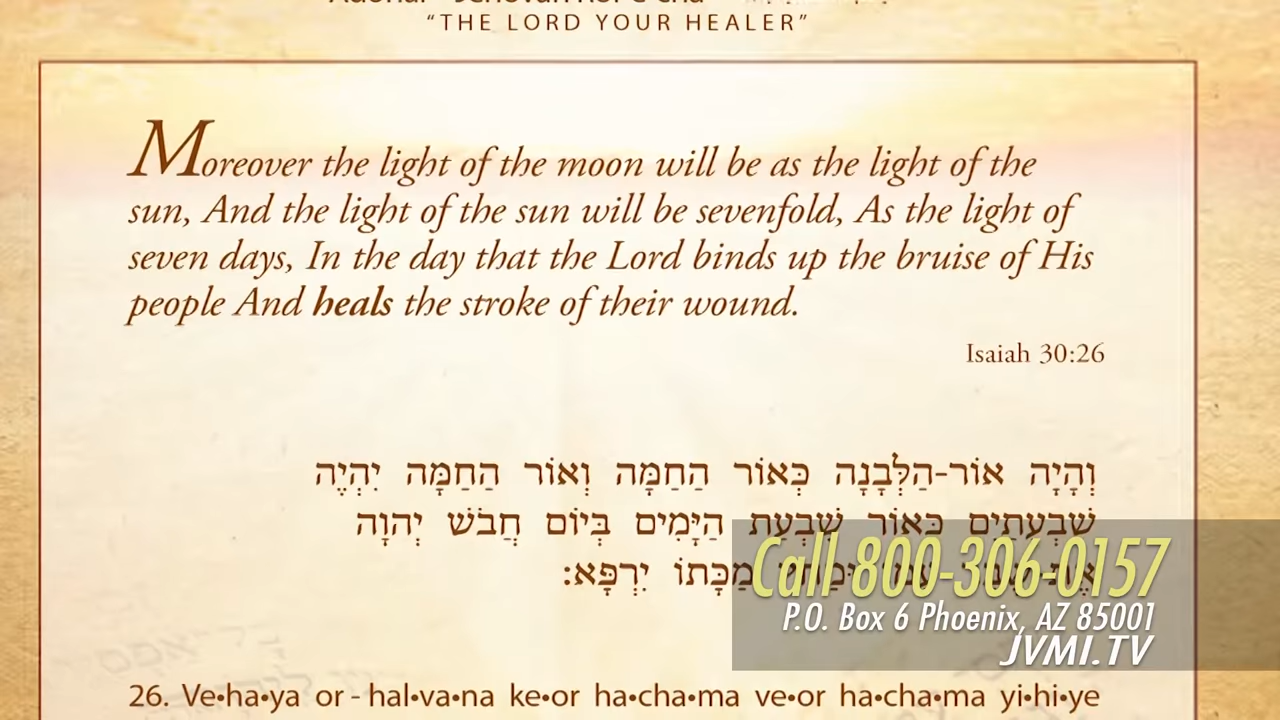 "THE LORD YOUR HEALER"
Moreover the light of the moon will be as the light of the
sun, And the light of the sun will be sevenfold, As the light of
seven days, In the day that the Lord binds up the bruise of His
people And heals the stroke of their wound.
Isaiah 30:26
וְהָיָה אוֹר-הַלְּבָנָה כְּאוֹר הַחַמָּה וְאוֹר הַחַמָּה יִהְיֶה
שִׁבְעָתַיִם כְּאוֹר שִׁבְעַת הַיָּמִים בְּיוֹם חֲבֹשׁ יְהוָה
מַכָּתוֹ יִרְפָּא:
Call 800-306-0157
P.O. Box 6 Phoenix, AZ 85001
JVMI.TV
26. Ve•ha•ya or - hal•va•na ke•or ha•cha•ma ve•or ha•cha•ma yi•hi•ye